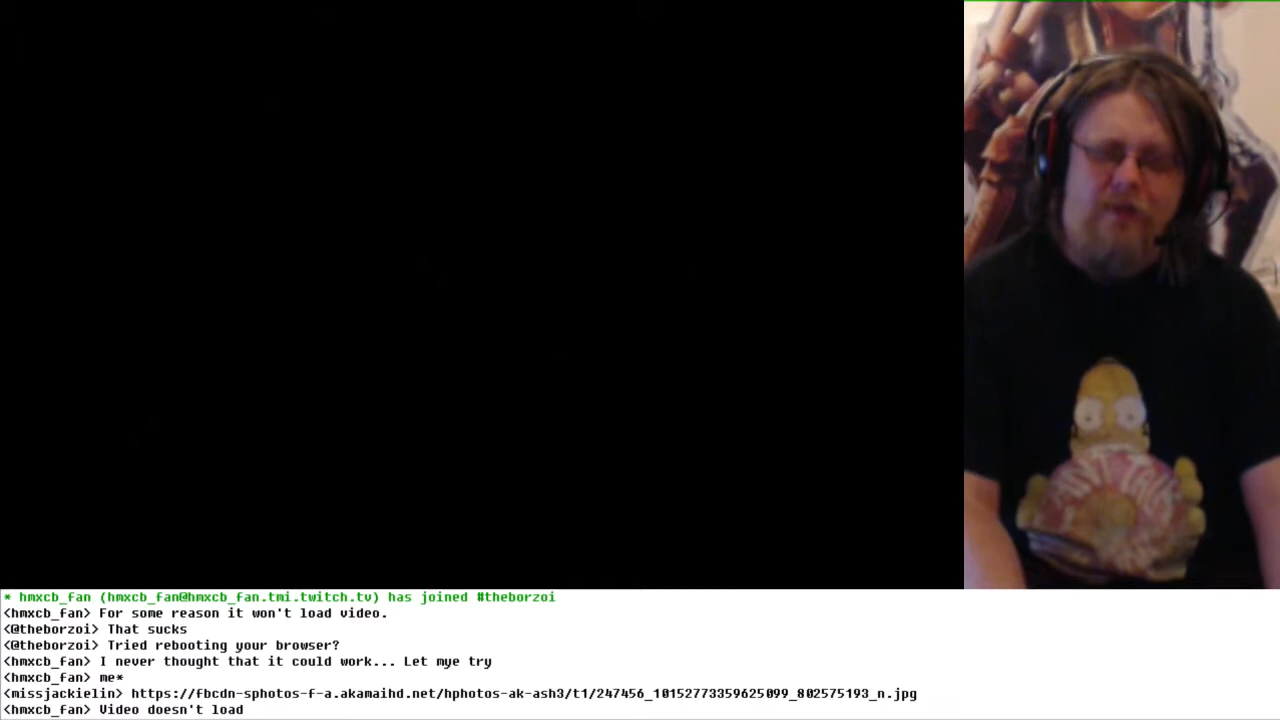 * hmxcb_fan (hmxcb_fan@hmxcb_fan.tmi.twitch.tv) has joined #theborzoi
<hmxcb_fan> For some reason it won't load video.
<@theborzoi> That sucks
<@theborzoi> Tried rebooting your browser?
<hmxcb_fan> I never thought that it could work... Let mye try
<hmxcb_fan> me*
<missjackielin> https://fbcdn-sphotos-f-a.akamaihd.net/hphotos-ak-ash3/t1/247456_10152773359625099_802575193_n.jpg
<hmxcb_fan> Video doesn't load